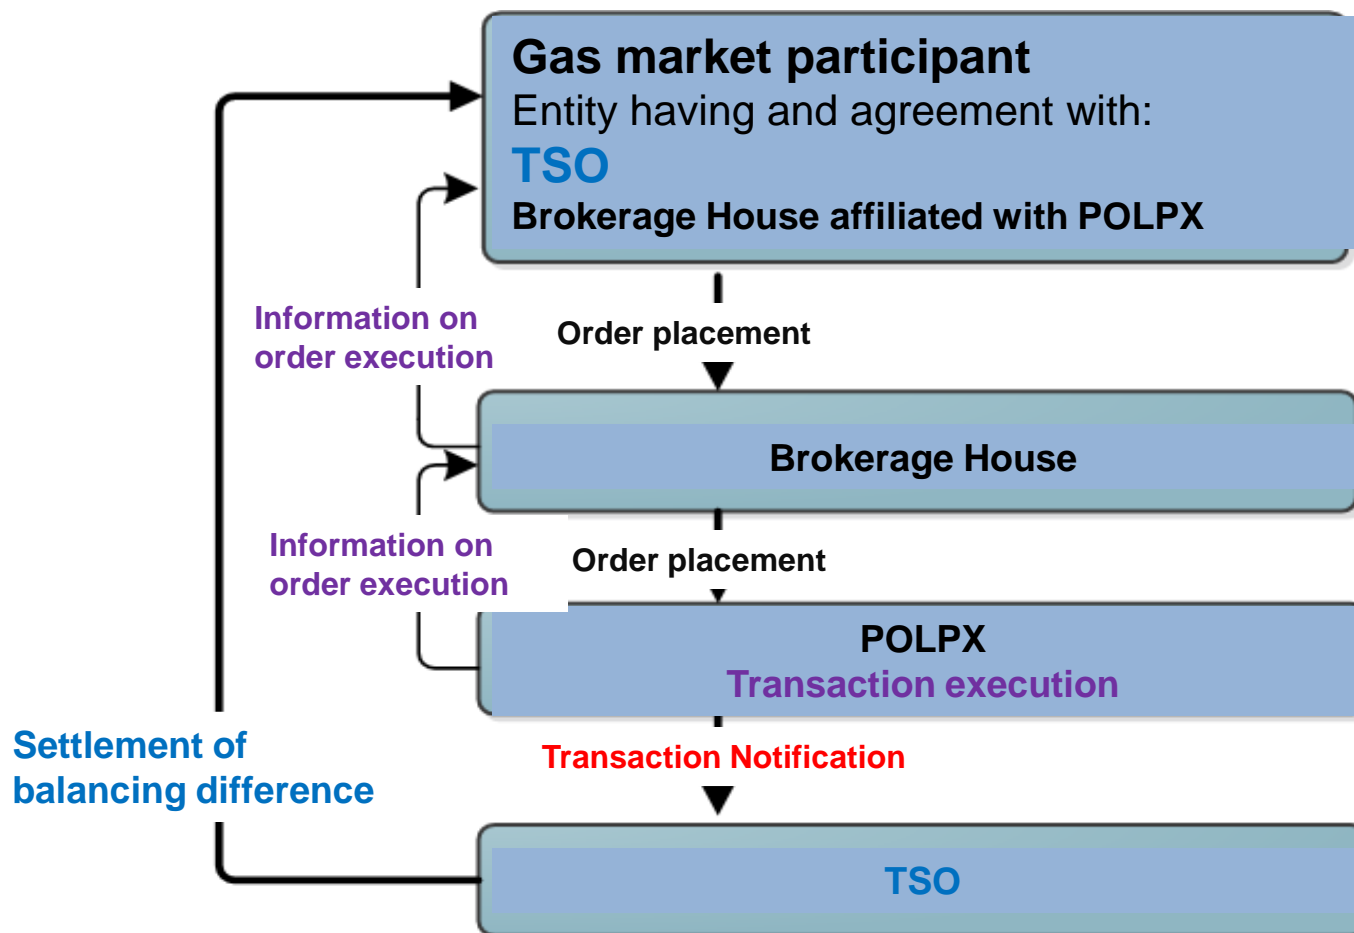 Gas market participant
Entity having and agreement with:
TSO
Brokerage House affiliated with POLPX
Information on
order execution
Order placement
Brokerage House
Information on
order execution
Order placement
POLPX
Transaction execution
Settlement of
balancing difference
Transaction Notification
TSO